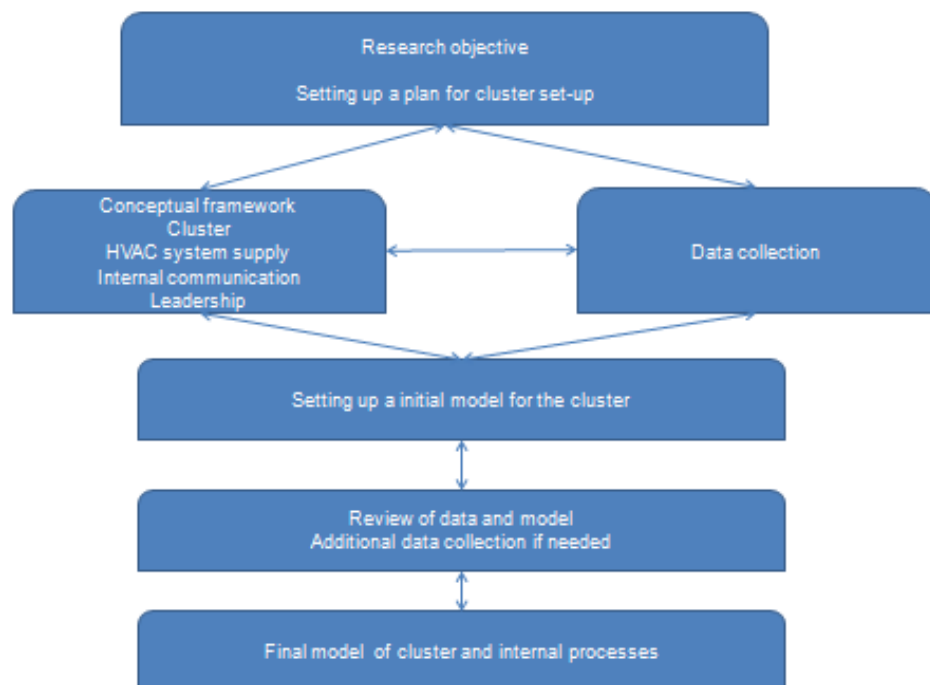 Research objective
Setting up a plan for cluster set-up
Conceptual framework
Cluster
HVAC system supply
Internal communication
Leadership
Data collection
Setting up a initial model for the cluster
Review of data and model
Additional data collection if needed
Final model of cluster and internal processes